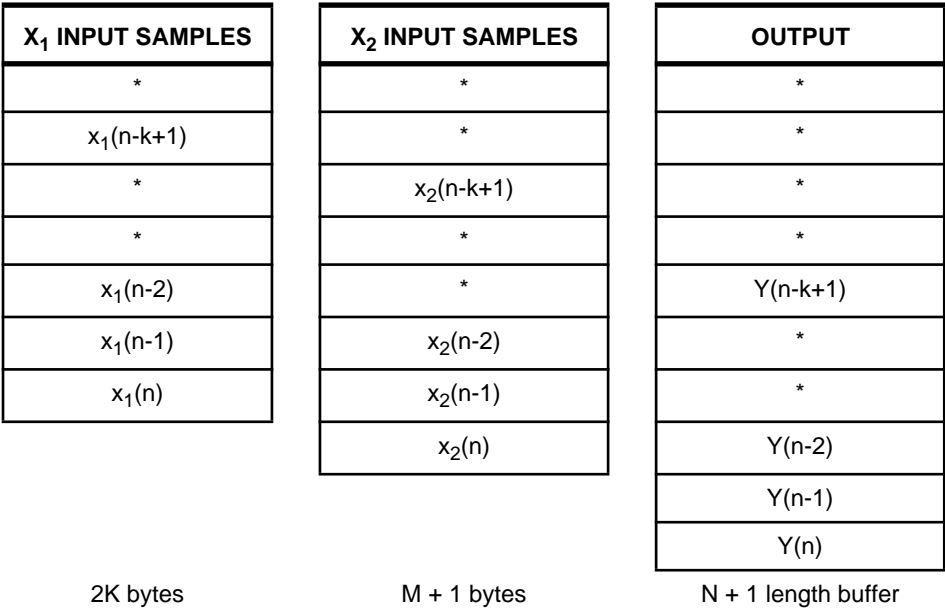 X₁ INPUT SAMPLES
*
x₁(n-k+1)
*
*
x₁(n-2)
x₁(n-1)
x₁(n)
2K bytes
X₂ INPUT SAMPLES
*
*
x₂(n-k+1)
*
*
x₂(n-2)
x₂(n-1)
x₂(n)
M + 1 bytes
OUTPUT
*
*
*
*
Y(n-k+1)
*
*
Y(n-2)
Y(n-1)
Y(n)
N + 1 length buffer